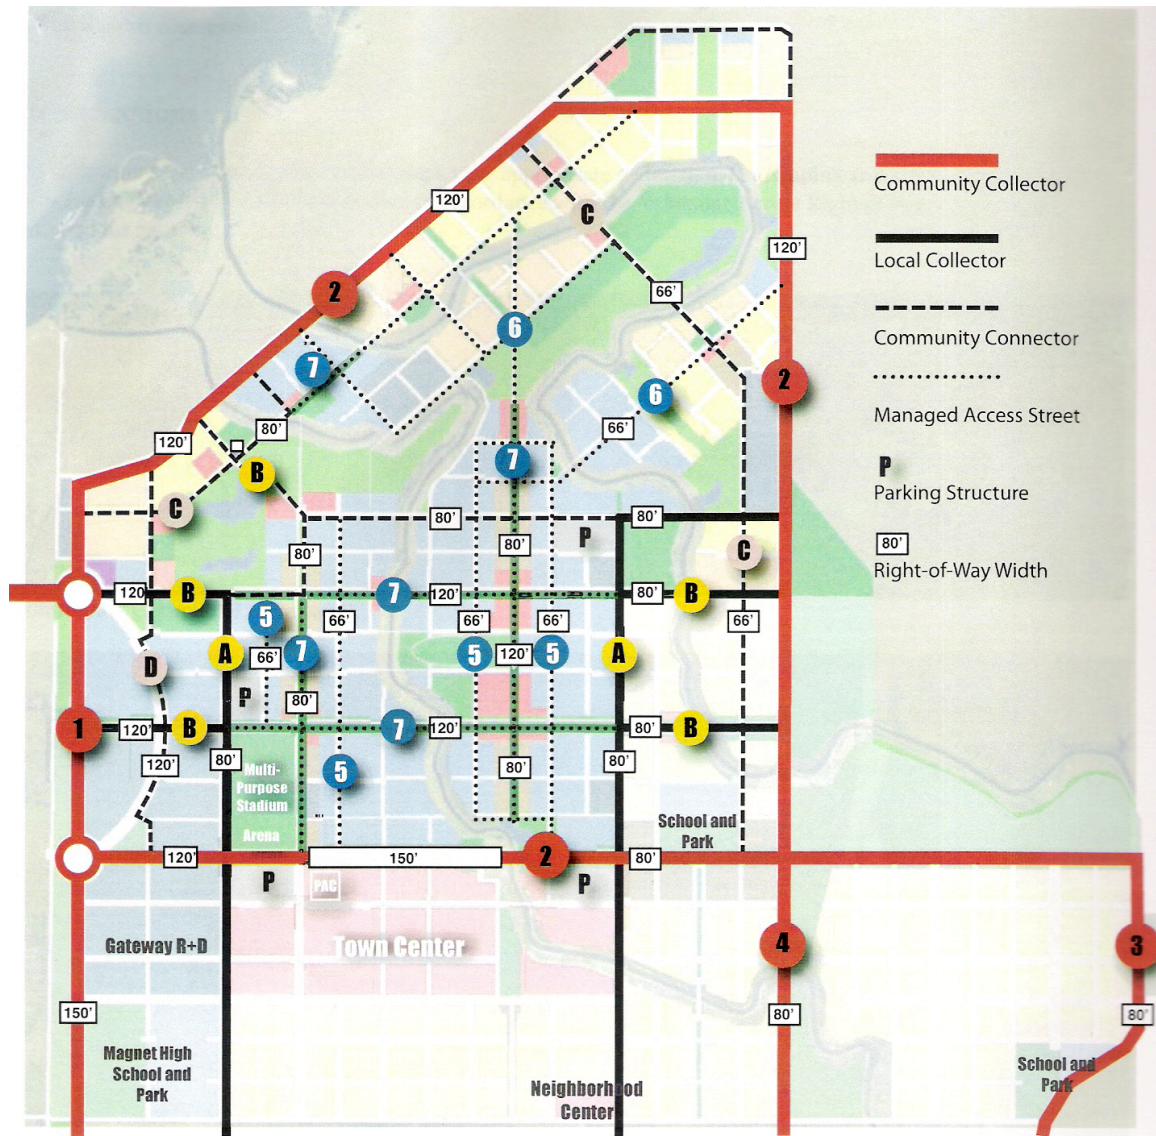 Community Collector
Local Collector
Community Connector
Managed Access Street
P
Parking Structure
80'
Right-of-Way Width
120'
C
120'
2
66'
6
7
2
6
80'
66'
120'
B
7
C
80'
80'
P
80'
80'
C
120
B
7
120'
80'
B
5
66'
66'
66'
66'
A
7
D
66'
5
120'
5
A
P
80'
1
120'
B
7
120'
80'
B
120'
80'
80'
80'
Multi-
Purpose
Stadium
5
Arena
School and
Park
120'
150'
2
80'
P
PAC
P
Gateway R+D
Town Center
4
3
150'
80'
80'
Magnet High
School and
Park
School and
Park
Neighborhood
Center